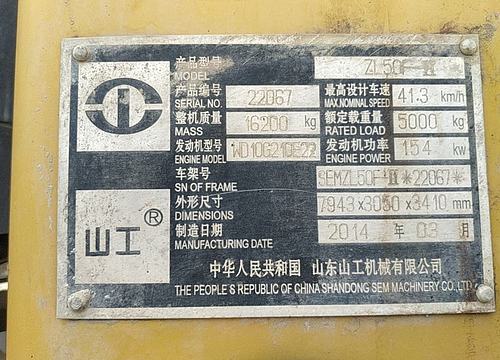 产品型号 ZL50F-Ⅱ
MODEL
产品编号 22067 最高设计车速 41.3 km/h
SERIAL NO. MAX.NOMINAL SPEED
整机质量 16200 kg 额定载重量 5000 kg
MASS RATED LOAD
发动机型号 WD10G210E22 发动机功率 154 kw
ENGINE MODEL ENGINE POWER
车架号 SEMZL50F-Ⅱ*22067*
SN OF FRAME
外形尺寸 7943×3050×3410 mm
DIMENSIONS
制造日期 2014 年 03 月
MANUFACTURING DATE
山工®
中华人民共和国 山东山工机械有限公司
THE PEOPLE'S REPUBLIC OF CHINA SHANDONG SEM MACHINERY CO.,LTD.